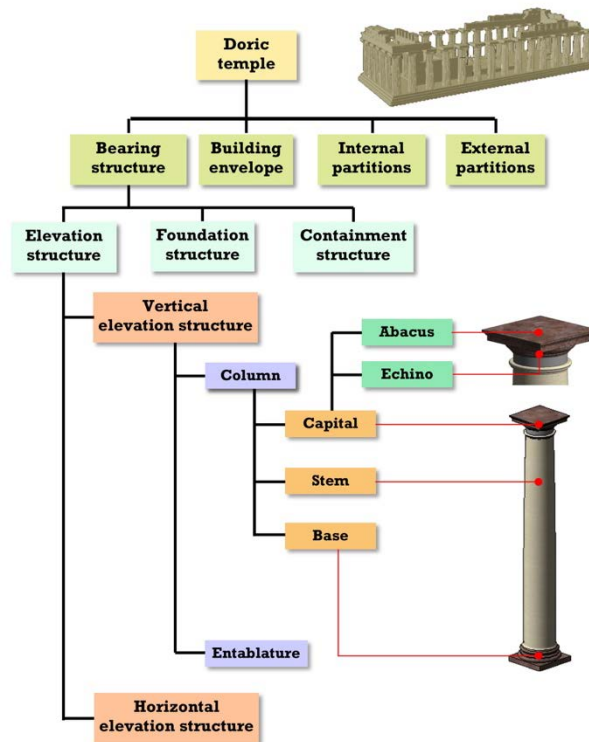 Doric
temple
Bearing
structure
Building
envelope
Internal
partitions
External
partitions
Elevation
structure
Foundation
structure
Containment
structure
Vertical
elevation structure
Abacus
Echino
Column
Capital
Stem
Base
Entablature
Horizontal
elevation structure